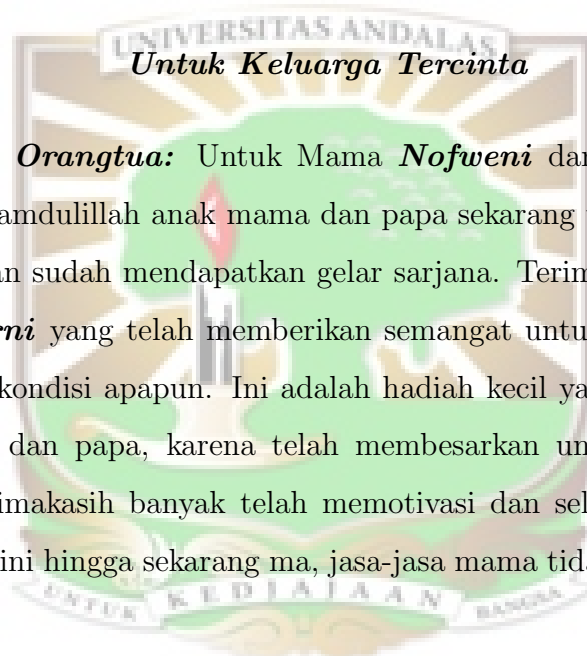 UNIVERSITAS ANDALAS
Untuk Keluarga Tercinta
Orangtua: Untuk Mama Nofweni dan
amdulillah anak mama dan papa sekarang
an sudah mendapatkan gelar sarjana. Terim
rni yang telah memberikan semangat untu
kondisi apapun. Ini adalah hadiah kecil ya
dan papa, karena telah membesarkan un
imakasih banyak telah memotivasi dan sel
ini hingga sekarang ma, jasa-jasa mama tida
UNTUK KEDJAJAAN BANGSA